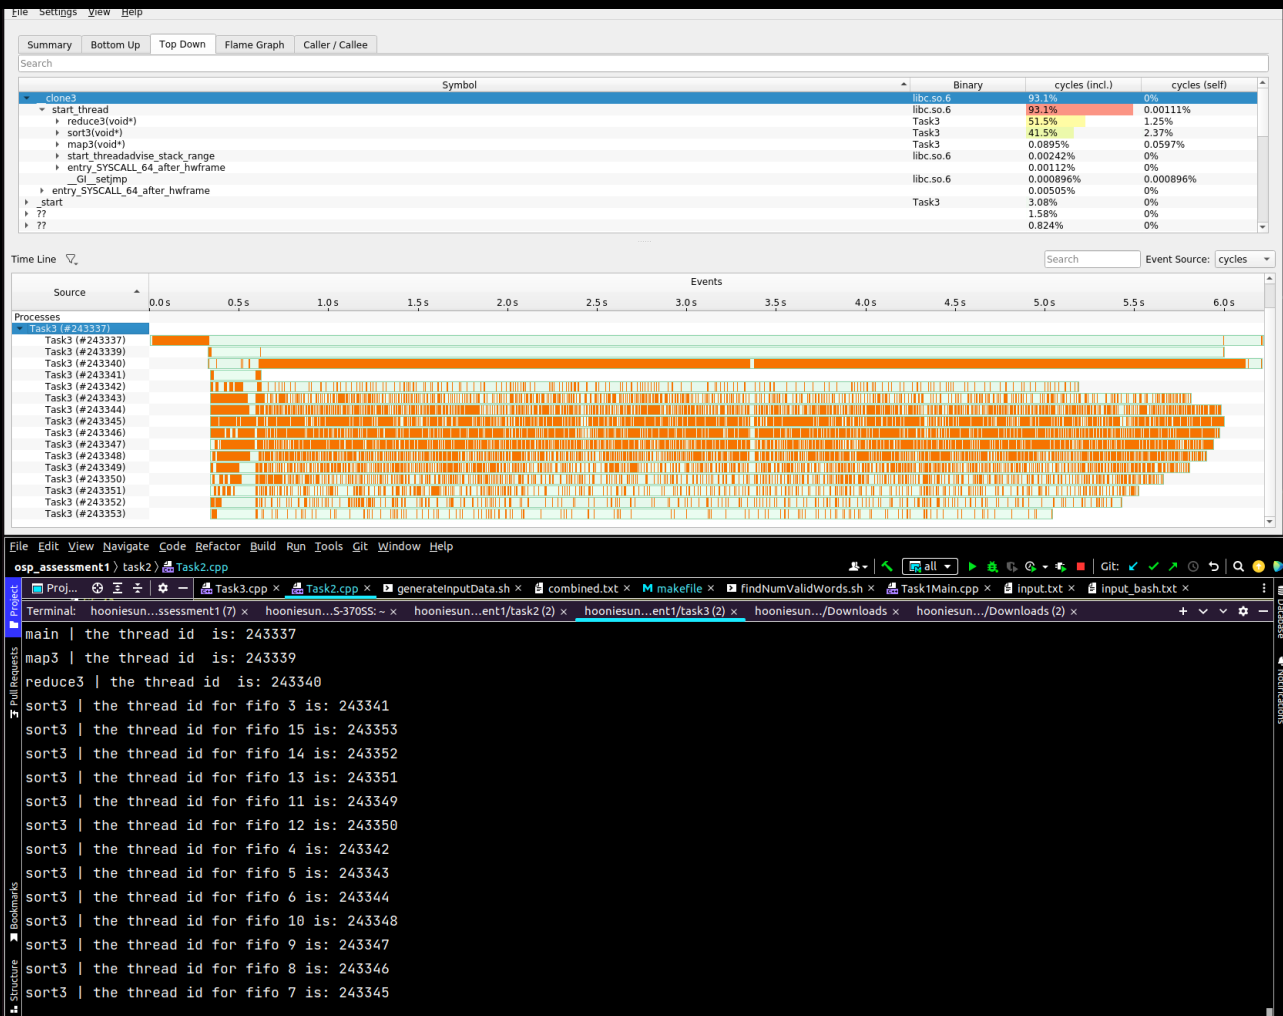 File Settings View Help
Summary Bottom Up Top Down Flame Graph Caller / Callee
Search
Symbol Binary cycles (incl.) cycles (self)
__clone3 libc.so.6 93.1% 0%
start_thread libc.so.6 93.1% 0.00111%
reduce3(void*) Task3 51.5% 1.25%
sort3(void*) Task3 41.5% 2.37%
map3(void*) Task3 0.0895% 0.0597%
start_threadadvise_stack_range libc.so.6 0.00242% 0%
entry_SYSCALL_64_after_hwframe 0.00112% 0%
__GI__setjmp libc.so.6 0.000896% 0.000896%
entry_SYSCALL_64_after_hwframe 0.00505% 0%
_start Task3 3.08% 0%
?? 1.58% 0%
?? 0.824% 0%
Time Line Search Event Source: cycles
Source Events
0.0 s 0.5 s 1.0 s 1.5 s 2.0 s 2.5 s 3.0 s 3.5 s 4.0 s 4.5 s 5.0 s 5.5 s 6.0 s
Processes
Task3 (#243337)
Task3 (#243337)
Task3 (#243339)
Task3 (#243340)
Task3 (#243341)
Task3 (#243342)
Task3 (#243343)
Task3 (#243344)
Task3 (#243345)
Task3 (#243346)
Task3 (#243347)
Task3 (#243348)
Task3 (#243349)
Task3 (#243350)
Task3 (#243351)
Task3 (#243352)
Task3 (#243353)
File Edit View Navigate Code Refactor Build Run Tools Git Window Help
osp_assessment1 task2 Task2.cpp all Git:
Proj... Task3.cpp Task2.cpp generateInputData.sh combined.txt makefile findNumValidWords.sh Task1Main.cpp input.txt input_bash.txt
Terminal: hooniesun...ssessment1 (7) hooniesun...S-370SS: ~ hooniesun...ent1/task2 (2) hooniesun...ent1/task3 (2) hooniesun.../Downloads hooniesun.../Downloads (2)
main | the thread id  is: 243337
map3 | the thread id  is: 243339
reduce3 | the thread id  is: 243340
sort3 | the thread id for fifo 3 is: 243341
sort3 | the thread id for fifo 15 is: 243353
sort3 | the thread id for fifo 14 is: 243352
sort3 | the thread id for fifo 13 is: 243351
sort3 | the thread id for fifo 11 is: 243349
sort3 | the thread id for fifo 12 is: 243350
sort3 | the thread id for fifo 4 is: 243342
sort3 | the thread id for fifo 5 is: 243343
sort3 | the thread id for fifo 6 is: 243344
sort3 | the thread id for fifo 10 is: 243348
sort3 | the thread id for fifo 9 is: 243347
sort3 | the thread id for fifo 8 is: 243346
sort3 | the thread id for fifo 7 is: 243345
Project
Pull Requests
Bookmarks
Structure
Database
Notifications